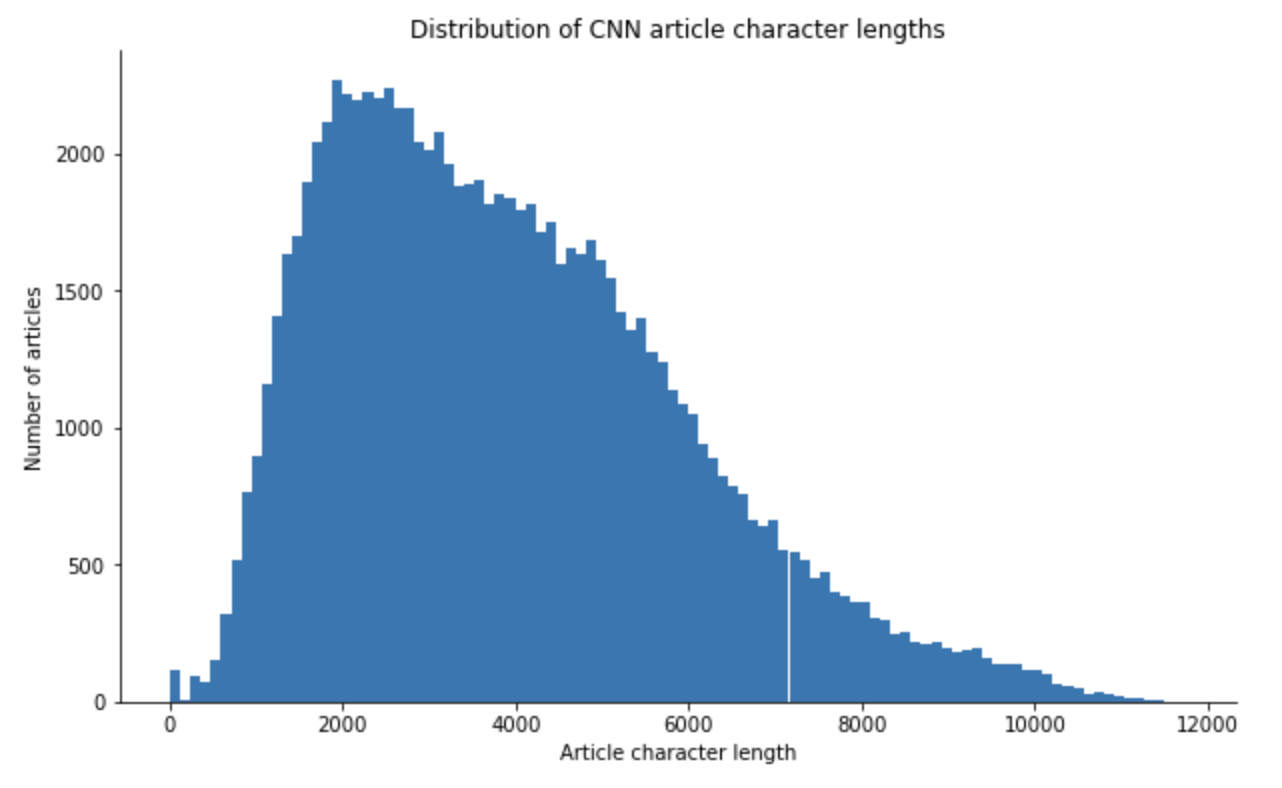 Distribution of CNN article character lengths
Number of articles
2000
1500
1000
500
0
0 2000 4000 6000 8000 10000 12000
Article character length